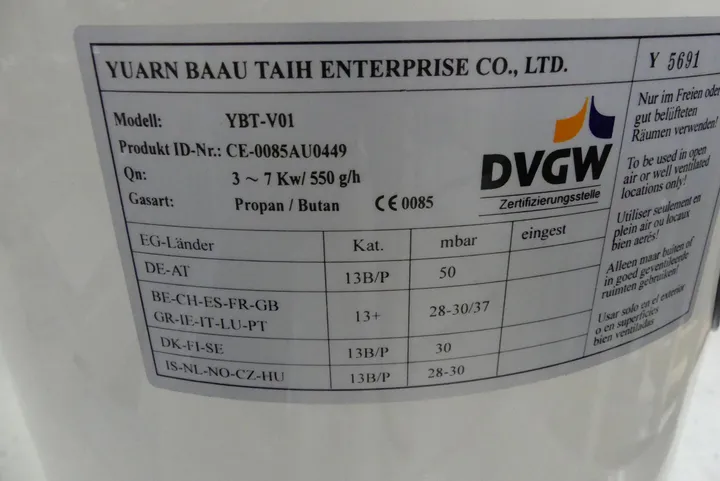 YUARN BAAU TAIH ENTERPRISE CO., LTD.
Y 5691
Modell: YBT-V01
Produkt ID-Nr.: CE-0085AU0449
Qn: 3 ~ 7 Kw/ 550 g/h
Gasart: Propan / Butan CE 0085
DVGW
Zertifizierungsstelle
EG-Länder Kat. mbar eingest
DE-AT 13B/P 50
BE-CH-ES-FR-GB
GR-IE-IT-LU-PT 13+ 28-30/37
DK-FI-SE 13B/P 30
IS-NL-NO-CZ-HU 13B/P 28-30
Nur im Freien oder
gut belüfteten
Räumen verwenden!
To be used in open
air or well ventilated
locations only!
Utiliser seulement en
plein air ou locaux
bien aerés!
Alleen maar buiten of
in goed geventileerde
ruimten gebruiken!
Usar solo en el exterior
o en superficies
bien ventiladas